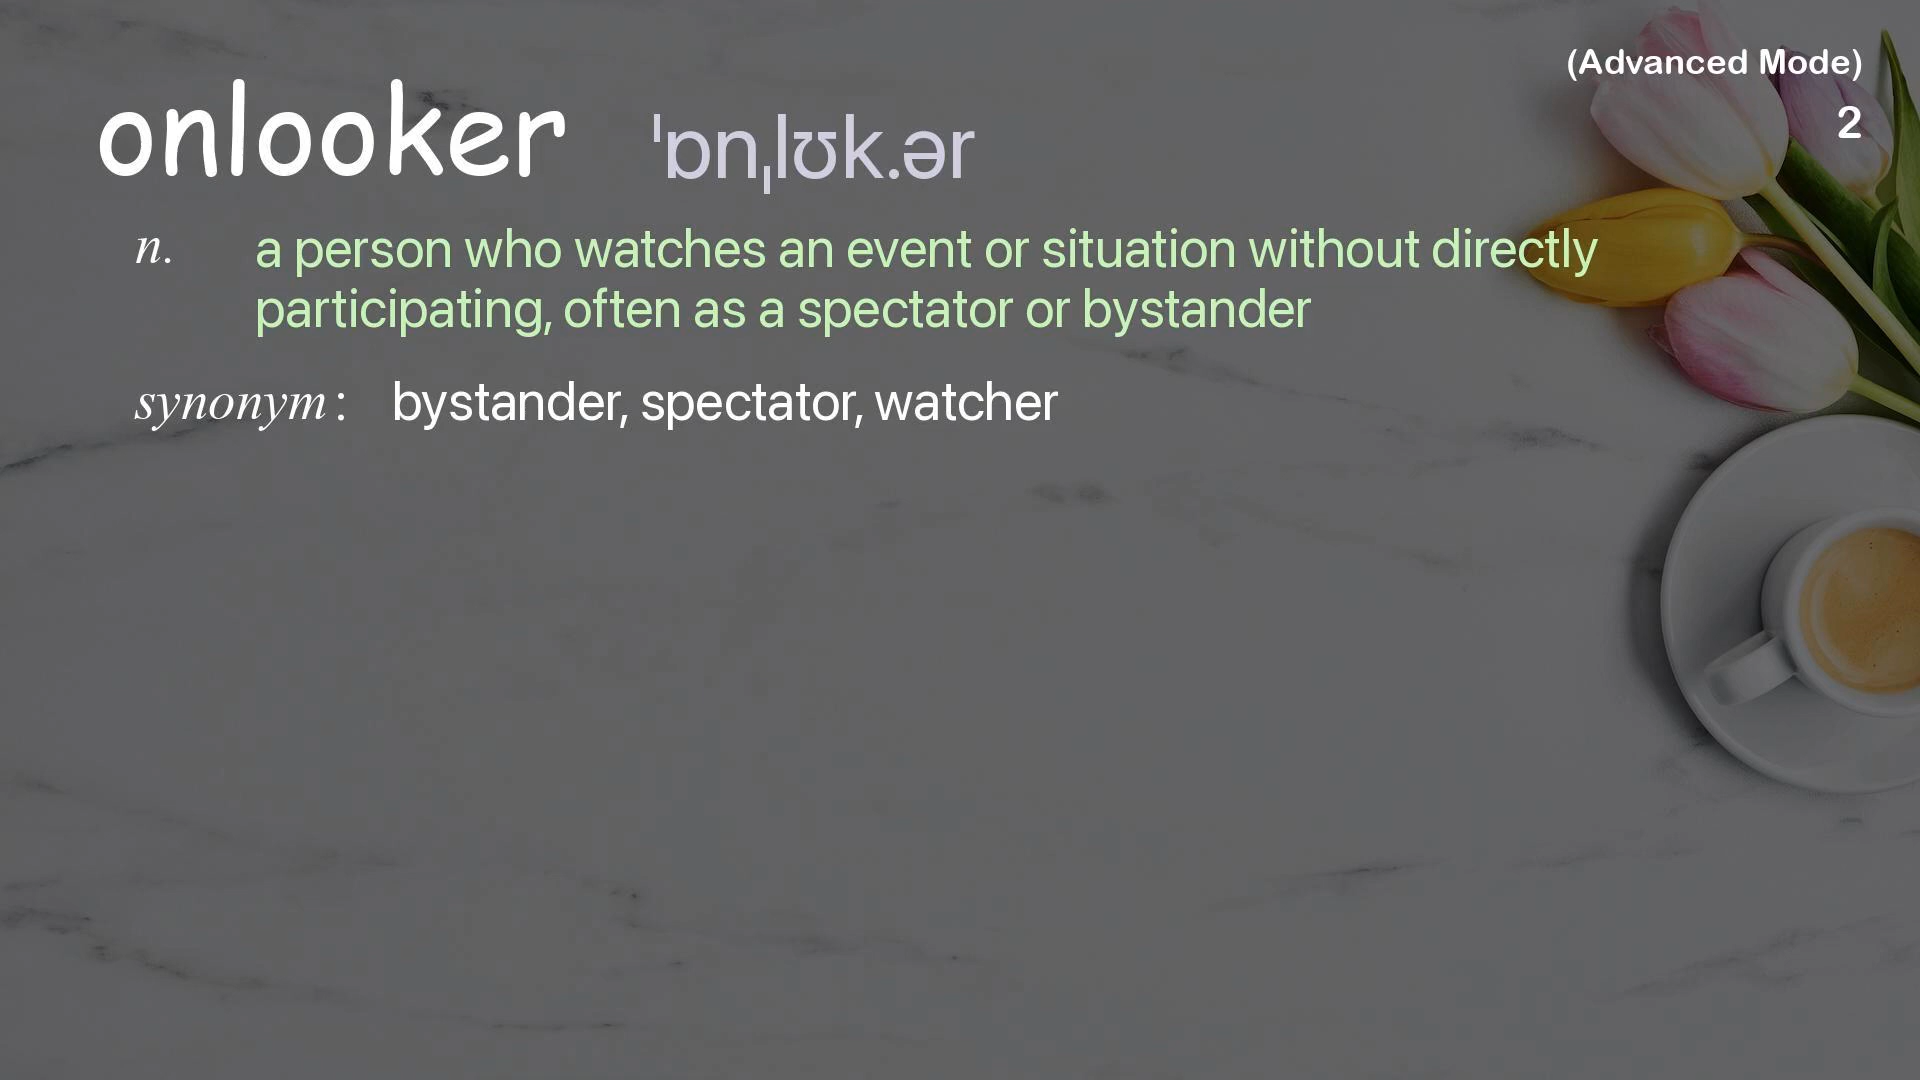 (Advanced Mode)
onlooker ˈɒnˌlʊk.ər
2
n. a person who watches an event or situation without directly
participating, often as a spectator or bystander
synonym : bystander, spectator, watcher